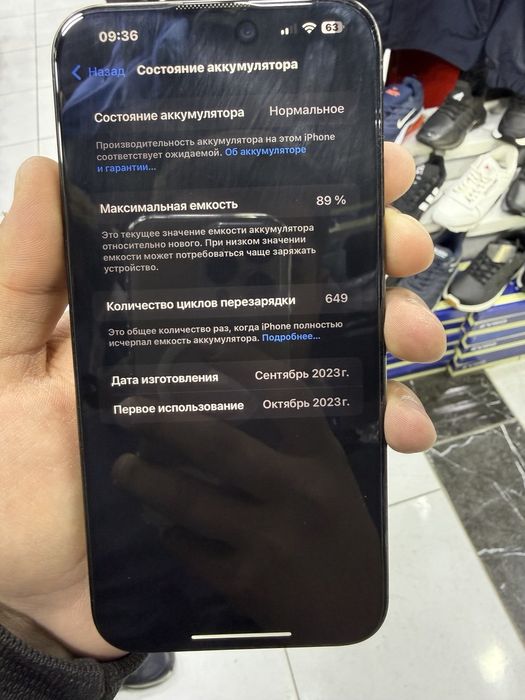 09:36 63
Назад Состояние аккумулятора
Состояние аккумулятора Нормальное
Производительность аккумулятора на этом iPhone
соответствует ожидаемой. Об аккумуляторе
и гарантии...
Максимальная емкость 89 %
Это текущее значение емкости аккумулятора
относительно нового. При низком значении
емкости может потребоваться чаще заряжать
устройство.
Количество циклов перезарядки 649
Это общее количество раз, когда iPhone полностью
исчерпал емкость аккумулятора. Подробнее...
Дата изготовления Сентябрь 2023 г.
Первое использование Октябрь 2023 г.